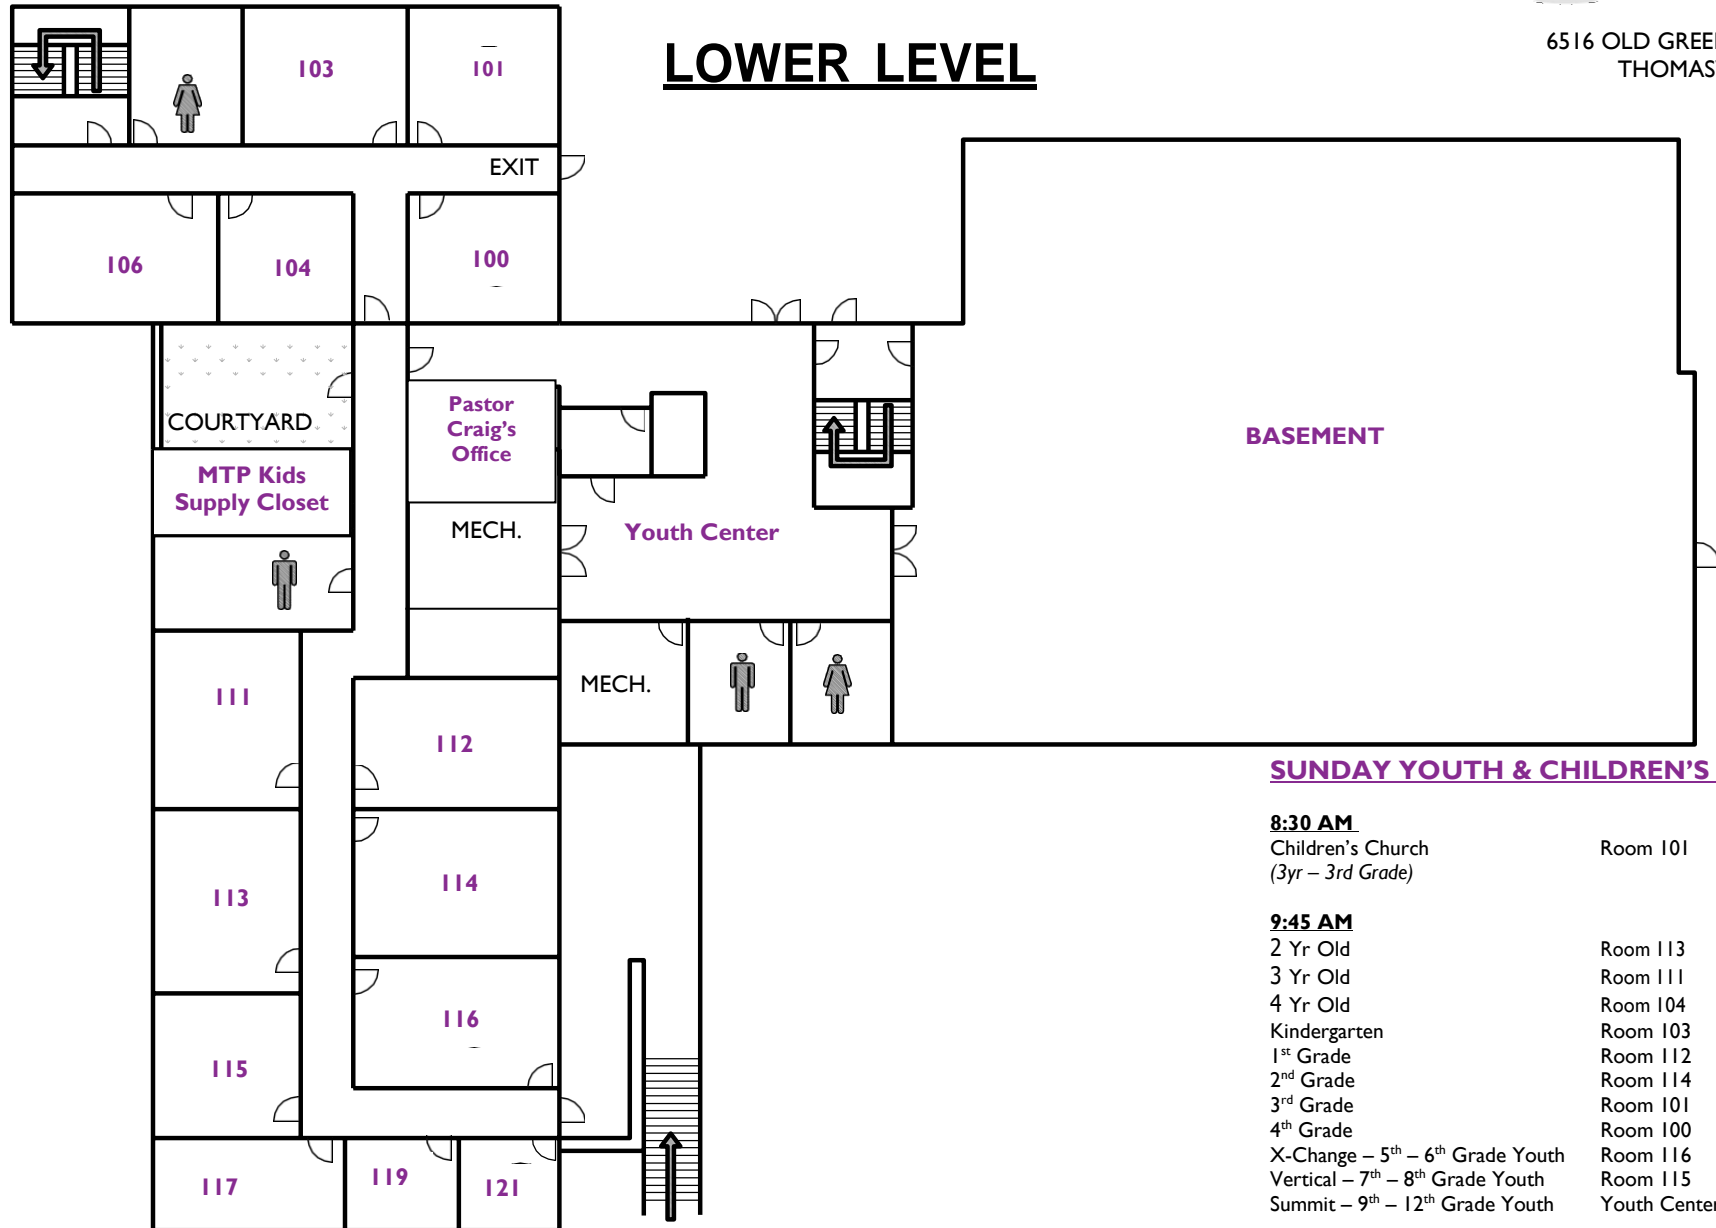 LOWER LEVEL
6516 OLD GREE
THOMAS
103
101
EXIT
106
104
100
COURTYARD
Pastor
Craig's
Office
BASEMENT
MTP Kids
Supply Closet
MECH.
Youth Center
111
MECH.
112
113
114
115
116
117
119
121
SUNDAY YOUTH & CHILDREN'S
8:30 AM
Children's Church Room 101
(3yr – 3rd Grade)
9:45 AM
2 Yr Old Room 113
3 Yr Old Room 111
4 Yr Old Room 104
Kindergarten Room 103
1st Grade Room 112
2nd Grade Room 114
3rd Grade Room 101
4th Grade Room 100
X-Change – 5th – 6th Grade Youth Room 116
Vertical – 7th – 8th Grade Youth Room 115
Summit – 9th – 12th Grade Youth Youth Center